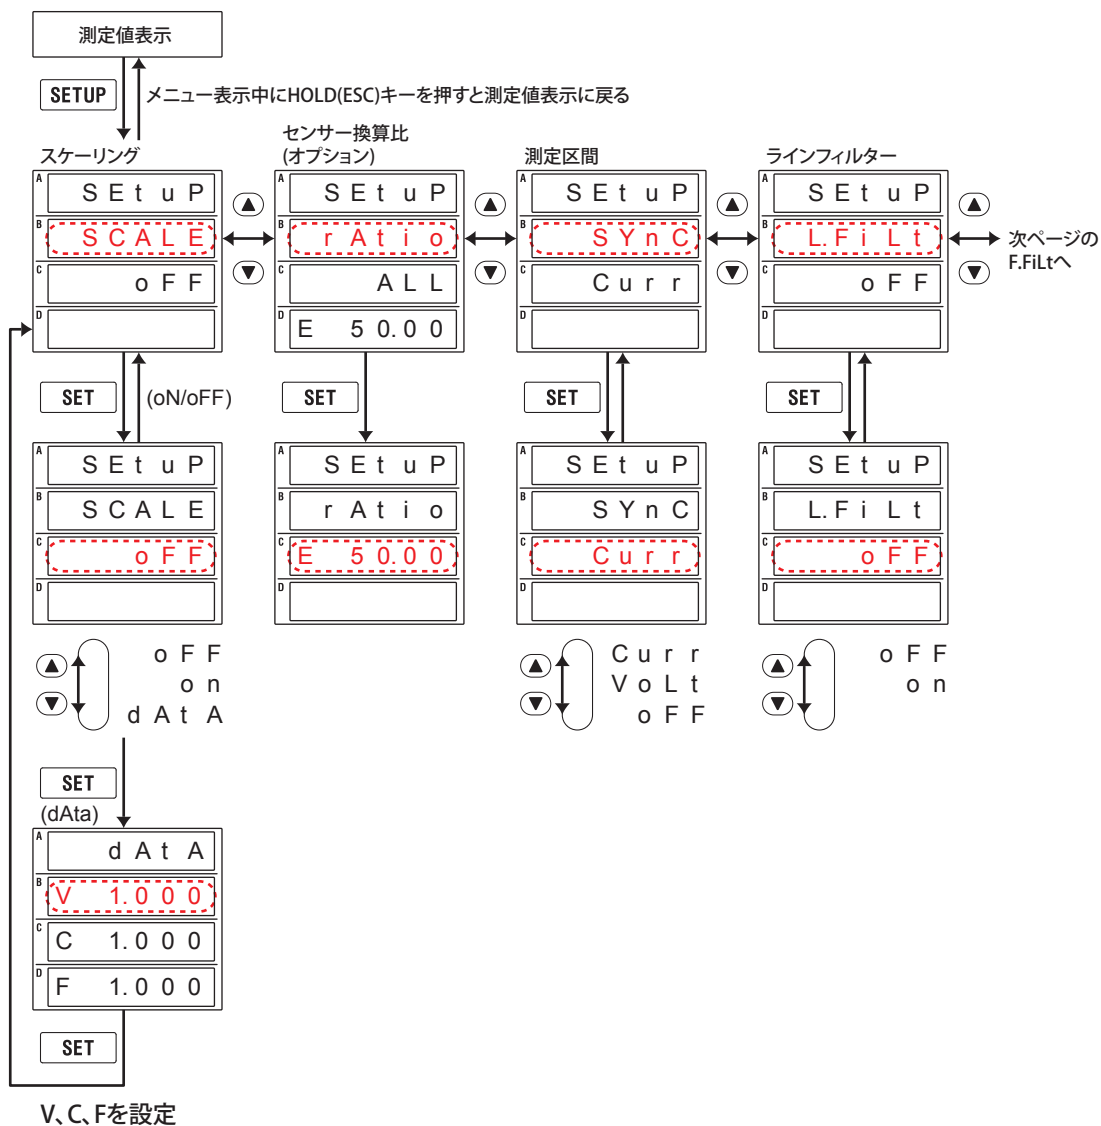 測定値表示
SETUP
メニュー表示中にHOLD(ESC)キーを押すと測定値表示に戻る
スケーリング
A SEtuP
B SCALE
C oFF
D
センサー換算比
(オプション)
A SEtuP
B rAtio
C ALL
D E 50.00
測定区間
A SEtuP
B SYnC
C Curr
D
ラインフィルター
A SEtuP
B L.FiLt
C oFF
D
次ページの
F.FiLtへ
SET
(oN/oFF)
SET
SET
SET
A SEtuP
B SCALE
C oFF
D
A SEtuP
B rAtio
C E 50.00
D
A SEtuP
B SYnC
C Curr
D
A SEtuP
B L.FiLt
C oFF
D
oFF
on
dAtA
Curr
VoLt
oFF
oFF
on
SET
(dAta)
A dAtA
B V 1.000
C C 1.000
D F 1.000
SET
V、C、Fを設定